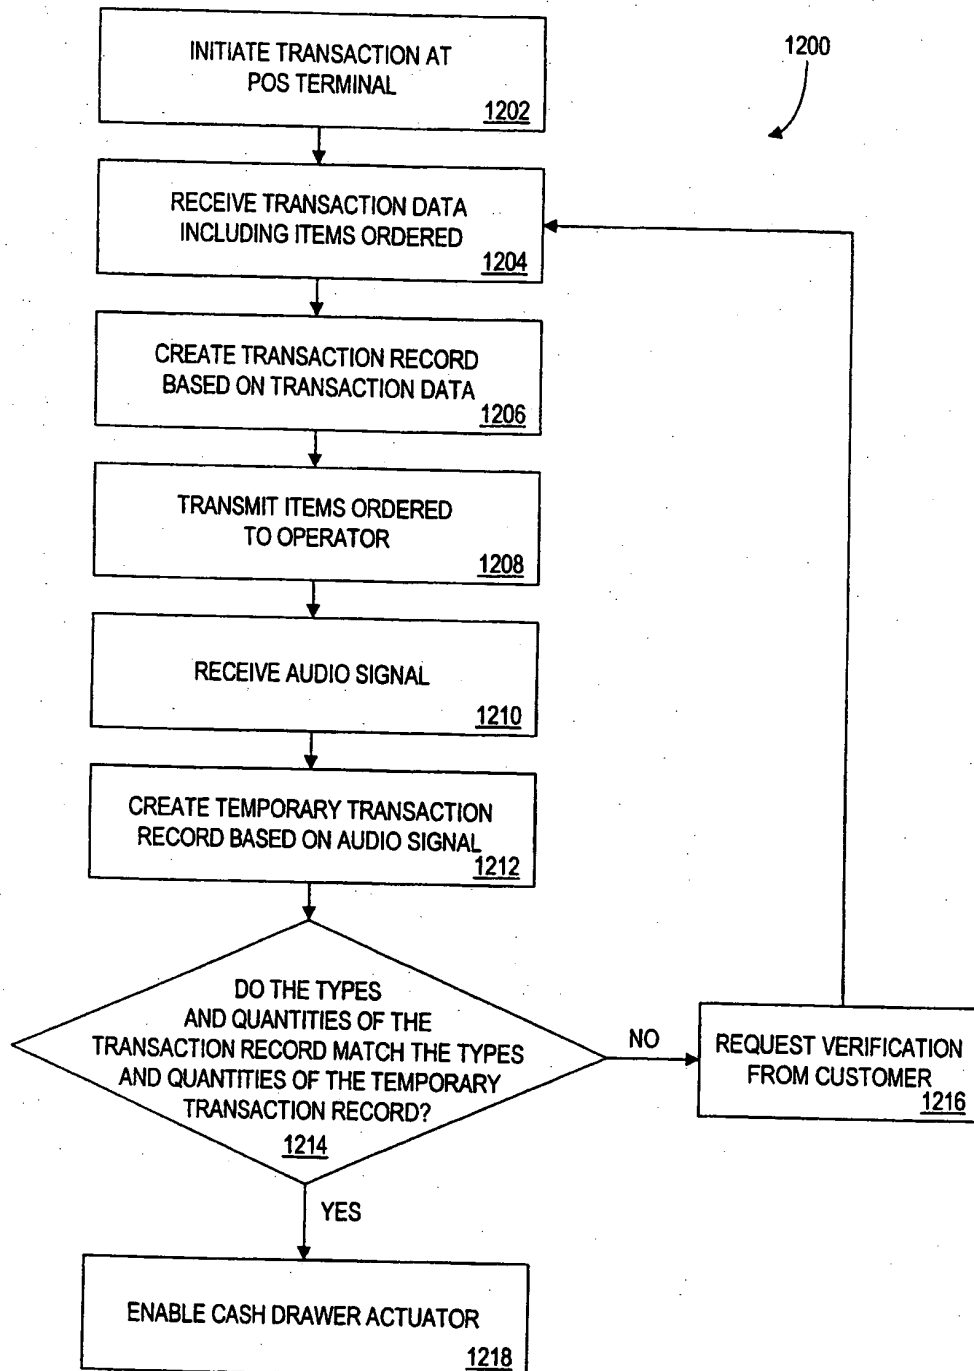 INITIATE TRANSACTION AT
POS TERMINAL
1202
1200
RECEIVE TRANSACTION DATA
INCLUDING ITEMS ORDERED
1204
CREATE TRANSACTION RECORD
BASED ON TRANSACTION DATA
1206
TRANSMIT ITEMS ORDERED
TO OPERATOR
1208
RECEIVE AUDIO SIGNAL
1210
CREATE TEMPORARY TRANSACTION
RECORD BASED ON AUDIO SIGNAL
1212
DO THE TYPES
AND QUANTITIES OF THE
TRANSACTION RECORD MATCH THE TYPES
AND QUANTITIES OF THE TEMPORARY
TRANSACTION RECORD?
1214
NO
REQUEST VERIFICATION
FROM CUSTOMER
1216
YES
ENABLE CASH DRAWER ACTUATOR
1218